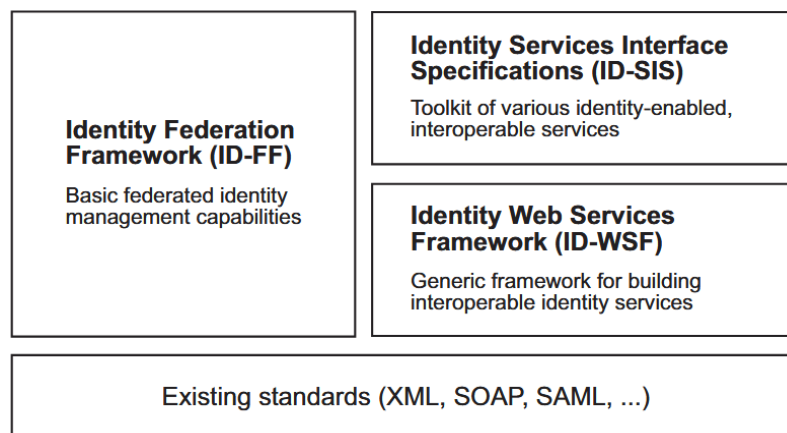 Identity Federation
Framework (ID-FF)
Basic federated identity
management capabilities
Identity Services Interface
Specifications (ID-SIS)
Toolkit of various identity-enabled,
interoperable services
Identity Web Services
Framework (ID-WSF)
Generic framework for building
interoperable identity services
Existing standards (XML, SOAP, SAML, ...)